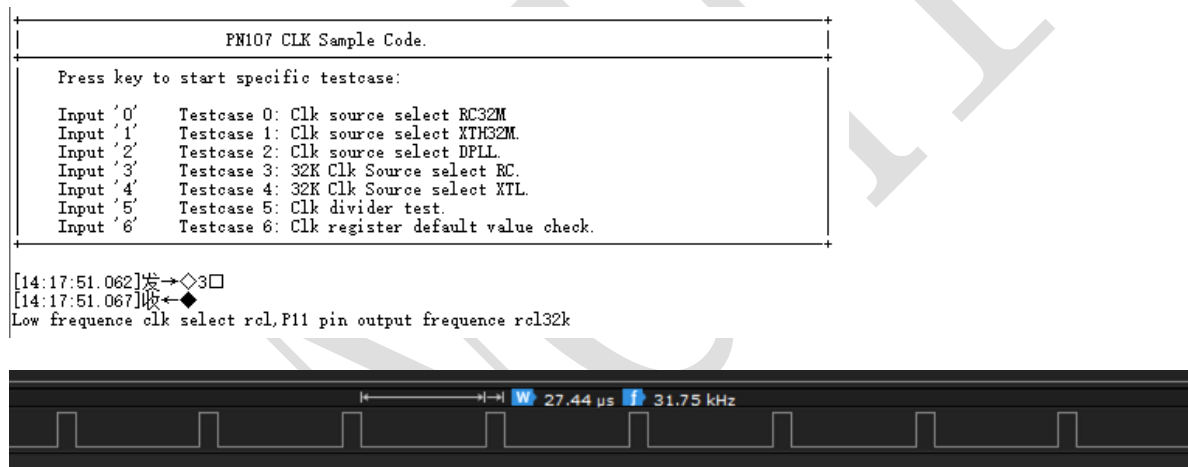 PN107 CLK Sample Code.
Press key to start specific testcase:
Input '0' Testcase 0: Clk source select RC32M
Input '1' Testcase 1: Clk source select XTH32M.
Input '2' Testcase 2: Clk source select DPLL.
Input '3' Testcase 3: 32K Clk Source select RC.
Input '4' Testcase 4: 32K Clk Source select XTL.
Input '5' Testcase 5: Clk divider test.
Input '6' Testcase 6: Clk register default value check.
[14:17:51.062]发→◇3□
[14:17:51.067]收←◆
Low frequence clk select rcl,P11 pin output frequence rcl32k
W 27.44 µs f 31.75 kHz